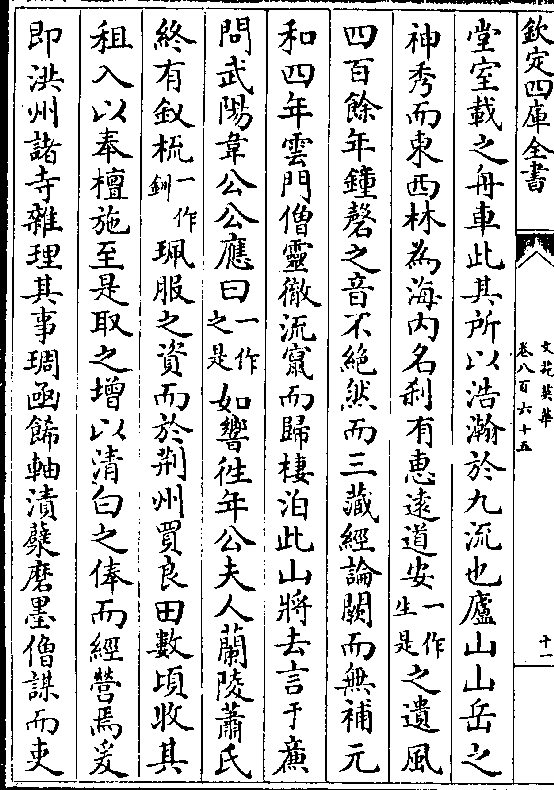 欽定四庫全書
文苑英華
卷八百六十五
十一
堂室載之舟車此其所以浩瀚於九流也廬山山岳之
神秀而東西林為海内名刹有恵遠道安一作生是之遺風
四百餘年鐘磬之音不絶然而三藏經論闕而無補元
和四年雲門僧靈徹流竄而歸棲泊此山將去言于廉
問武陽韋公公應曰一作之是如響徃年公夫人蘭陵蕭氏
終有釵梳一作釧珮服之資而於荆州買良田數頃收其
租入以奉檀施至是取之增以清白之俸而經營焉爰
即洪州諸寺雜理其事琱函餙軸漬蘗磨墨僧謀而吏